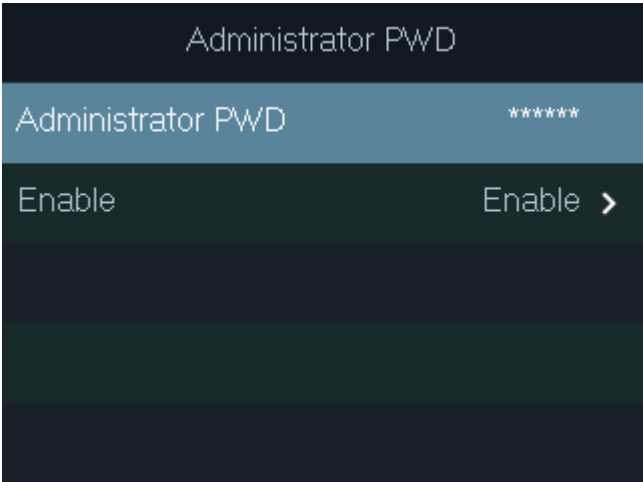 Administrator PWD
Administrator PWD ******
Enable Enable >